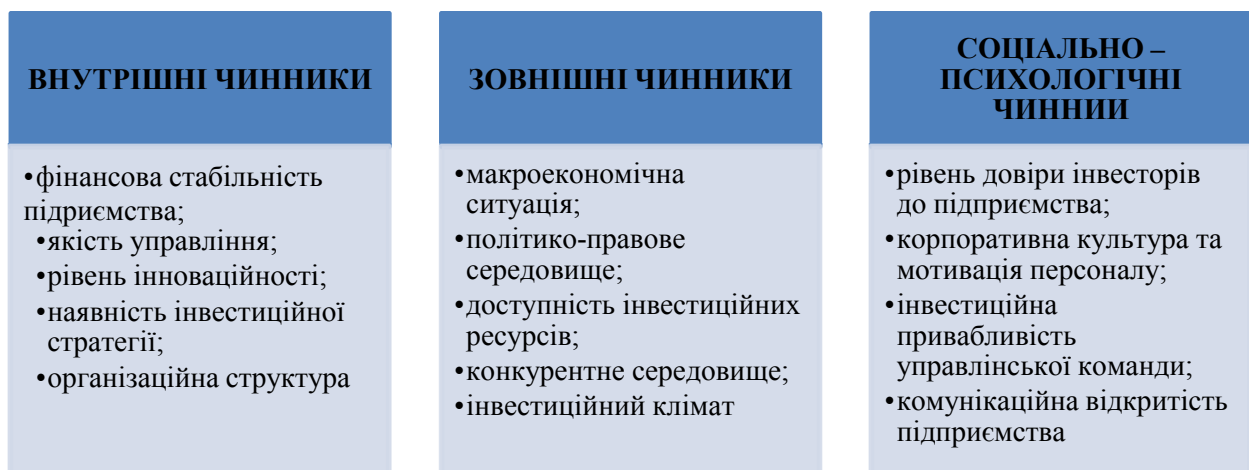 ВНУТРІШНІ ЧИННИКИ
•фінансова стабільність
підриємства;
•якість управління;
•рівень інноваційності;
•наявність інвестиційної
стратегії;
•організаційна структура
ЗОВНІШНІ ЧИННИКИ
•макроекономічна
ситуація;
•політико-правове
середовище;
•доступність інвестиційних
ресурсів;
•конкурентне середовище;
•інвестиційний клімат
СОЦІАЛЬНО –
ПСИХОЛОГІЧНІ
ЧИННИИ
•рівень довіри інвесторів
до підприємства;
•корпоративна культура та
мотивація персоналу;
•інвестиційна
привабливість
управлінської команди;
•комунікаційна відкритість
підприємства